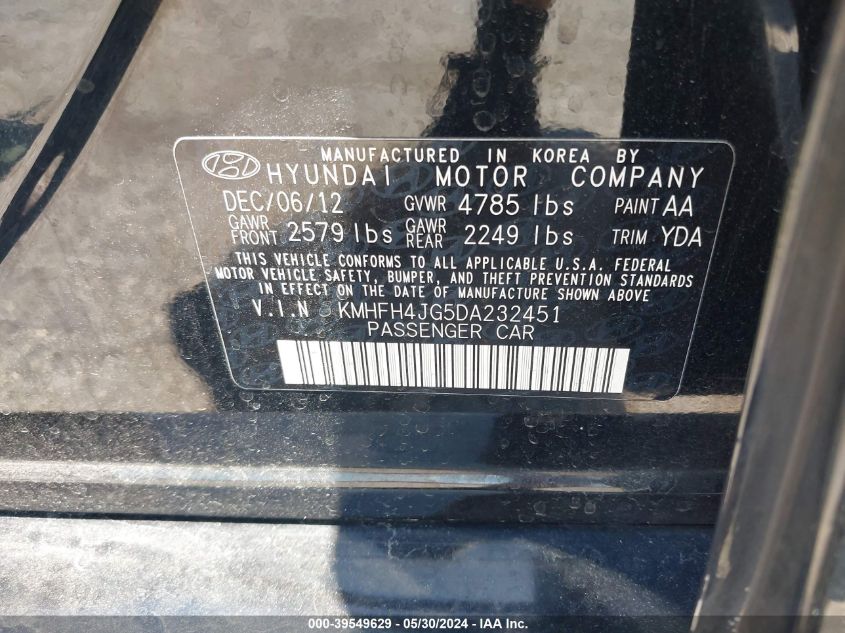 MANUFACTURED IN KOREA BY
HYUNDAI MOTOR COMPANY
DEC/06/12 GVWR 4785 lbs PAINT AA
GAWR FRONT 2579 lbs GAWR REAR 2249 lbs TRIM YDA
THIS VEHICLE CONFORMS TO ALL APPLICABLE U.S.A. FEDERAL
MOTOR VEHICLE SAFETY, BUMPER, AND THEFT PREVENTION STANDARDS
IN EFFECT ON THE DATE OF MANUFACTURE SHOWN ABOVE
V.I.N KMHFH4JG5DA232451
PASSENGER CAR
000-39549629 - 05/30/2024 - IAA Inc.